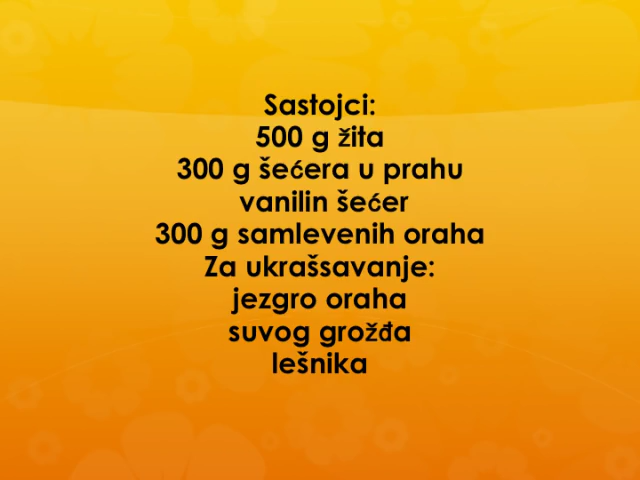 Sastojci:
500 g žita
300 g šećera u prahu
vanilin šećer
300 g samlevenih oraha
Za ukrašsavanje:
jezgro oraha
suvog grožđa
lešnika